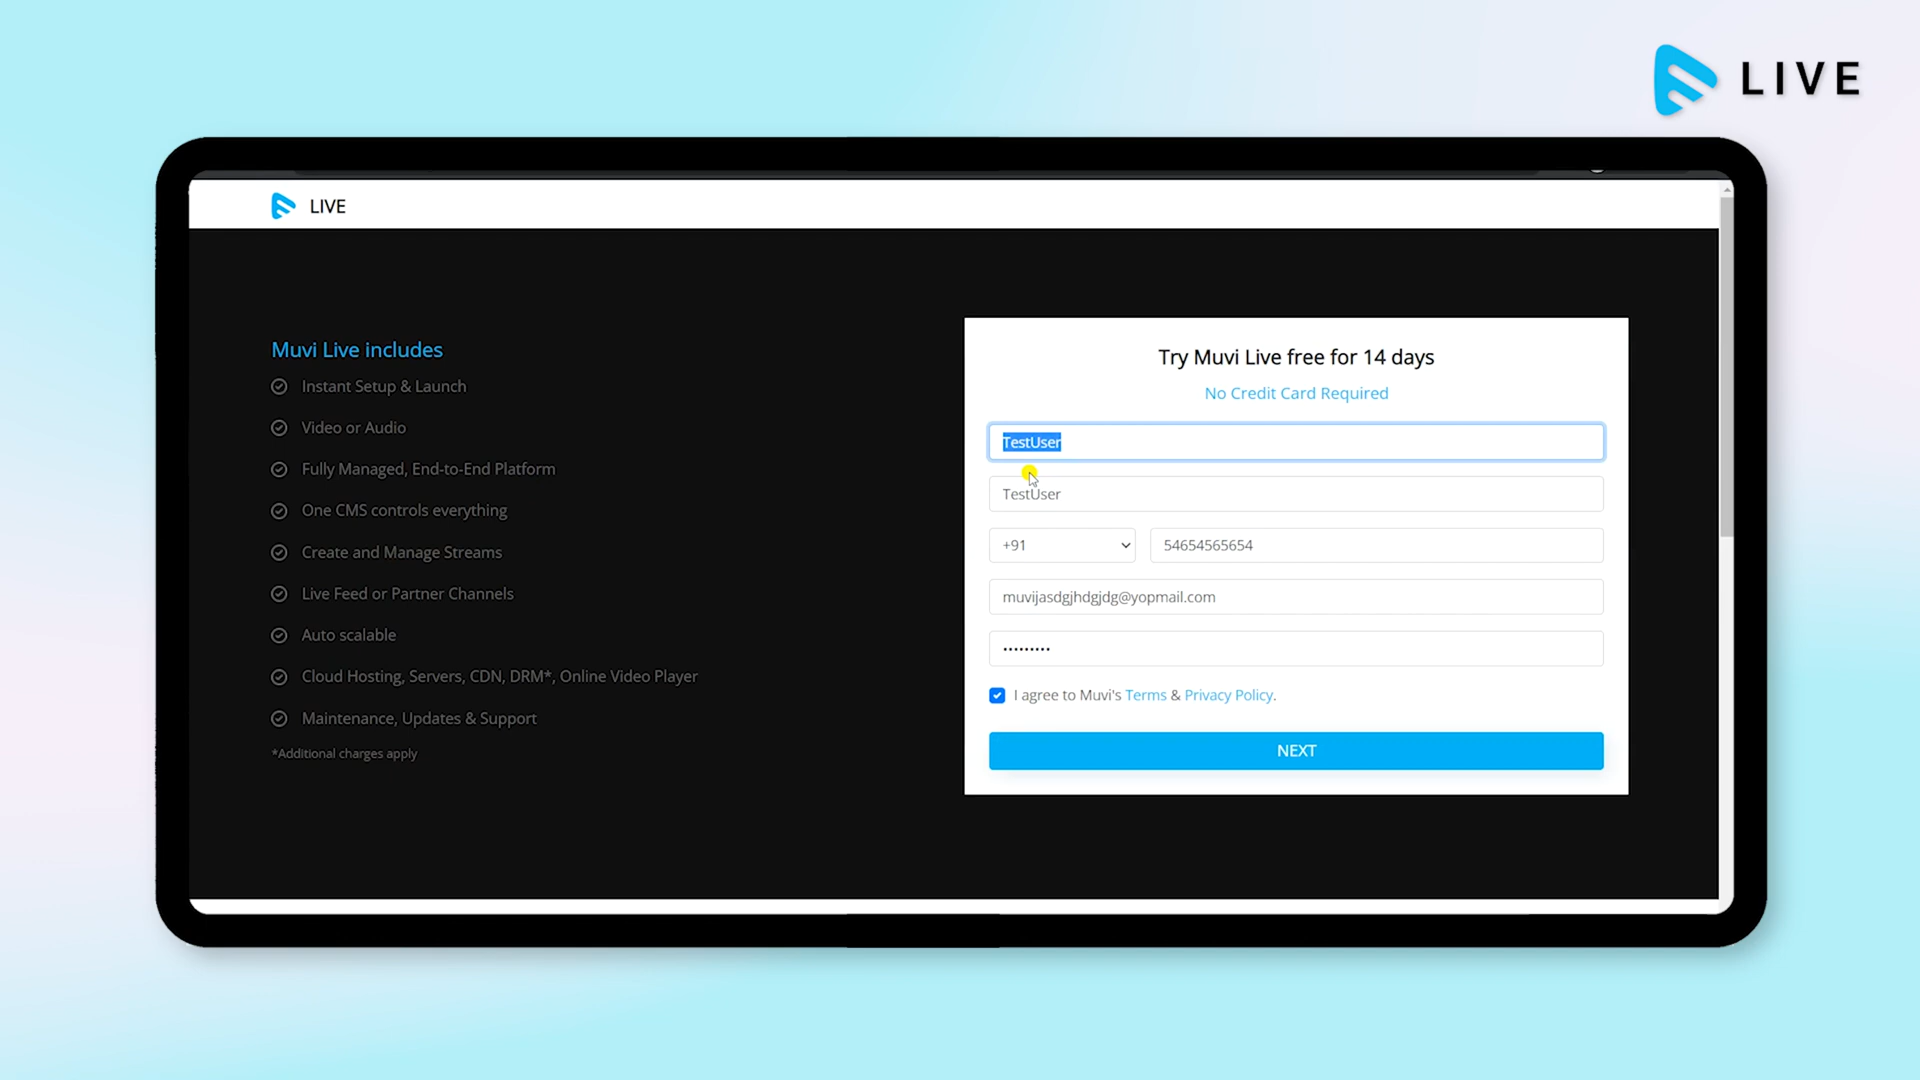 LIVE
LIVE
Muvi Live includes
Instant Setup & Launch
Video or Audio
Fully Managed, End-to-End Platform
One CMS controls everything
Create and Manage Streams
Live Feed or Partner Channels
Auto scalable
Cloud Hosting, Servers, CDN, DRM*, Online Video Player
Maintenance, Updates & Support
*Additional charges apply
Try Muvi Live free for 14 days
No Credit Card Required
TestUser
TestUser
+91 54654565654
muvijasdgjhdgjdg@yopmail.com
•••••••••
I agree to Muvi's Terms & Privacy Policy.
NEXT